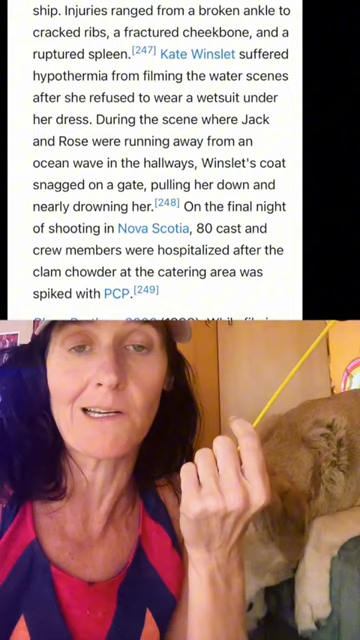 ship. Injuries ranged from a broken ankle to
cracked ribs, a fractured cheekbone, and a
ruptured spleen.[247] Kate Winslet suffered
hypothermia from filming the water scenes
after she refused to wear a wetsuit under
her dress. During the scene where Jack
and Rose were running away from an
ocean wave in the hallways, Winslet's coat
snagged on a gate, pulling her down and
nearly drowning her.[248] On the final night
of shooting in Nova Scotia, 80 cast and
crew members were hospitalized after the
clam chowder at the catering area was
spiked with PCP.[249]